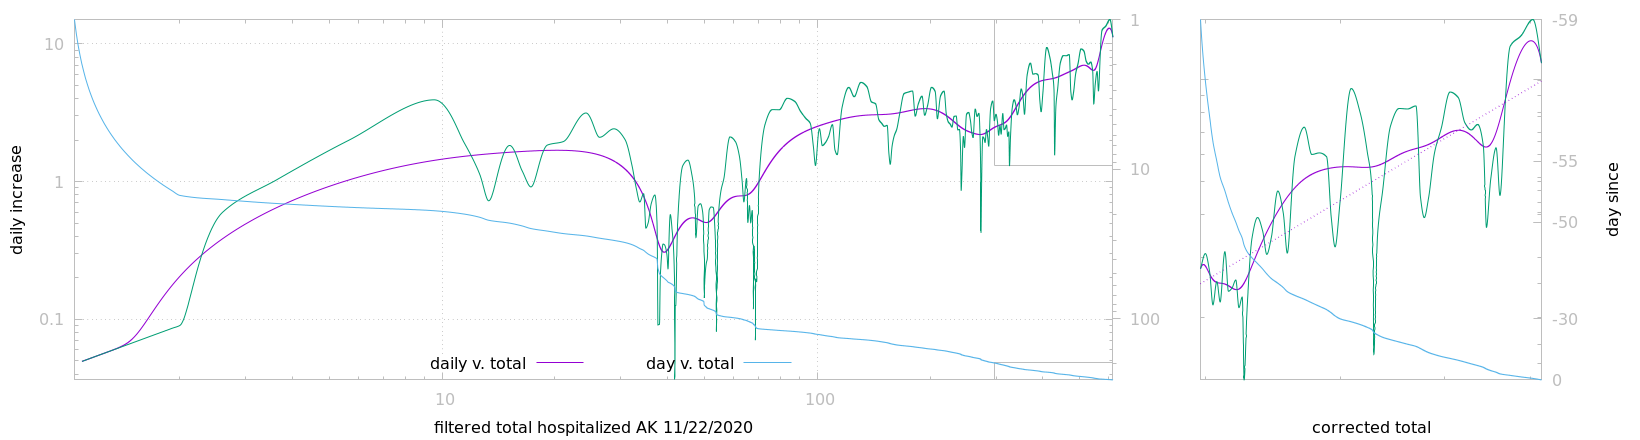 10
1
0.1
daily increase
1
10
100
10
100
daily v. total
day v. total
filtered total hospitalized AK 11/22/2020
-59
-55
-50
-30
0
day since
corrected total